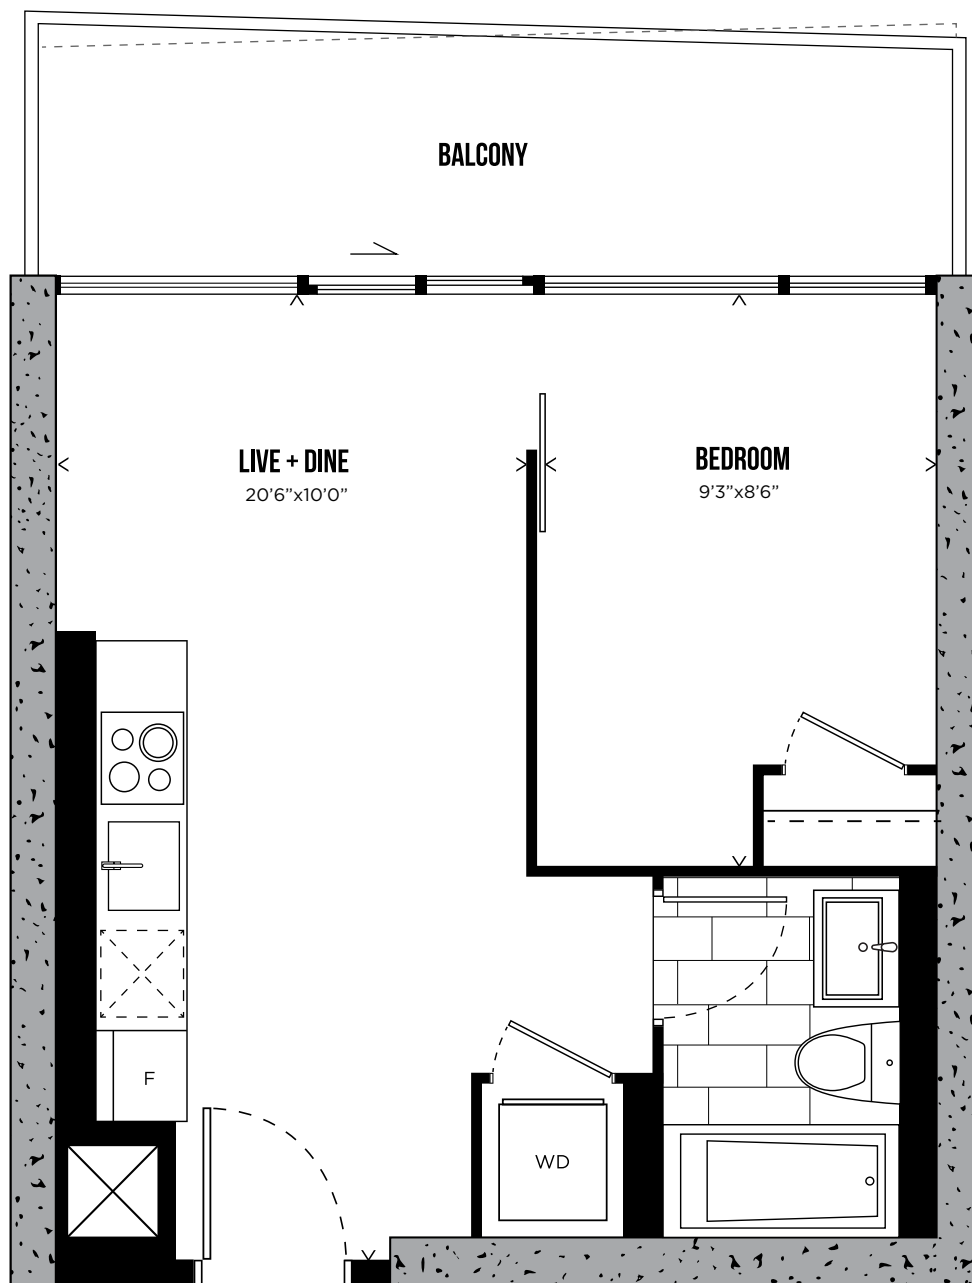 BALCONY
LIVE + DINE
20’6”x10’0”
BEDROOM
9’3”x8’6”
F
WD